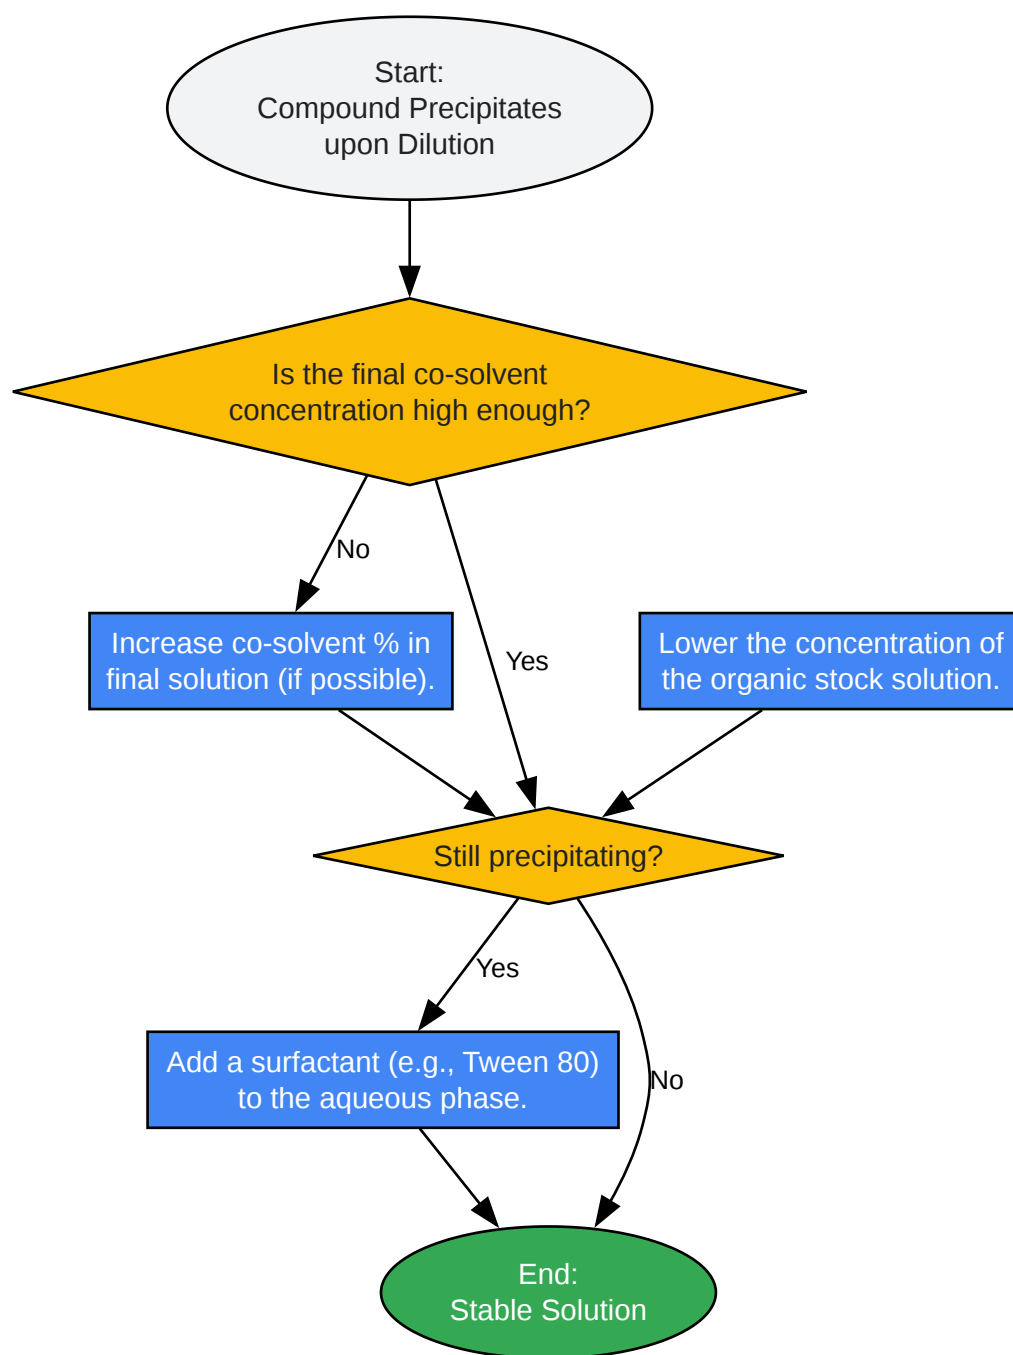 Start:
Compound Precipitates
upon Dilution
Is the final co-solvent
concentration high enough?
No
Yes
Increase co-solvent % in
final solution (if possible).
Lower the concentration of
the organic stock solution.
Still precipitating?
Yes
No
Add a surfactant (e.g., Tween 80)
to the aqueous phase.
End:
Stable Solution